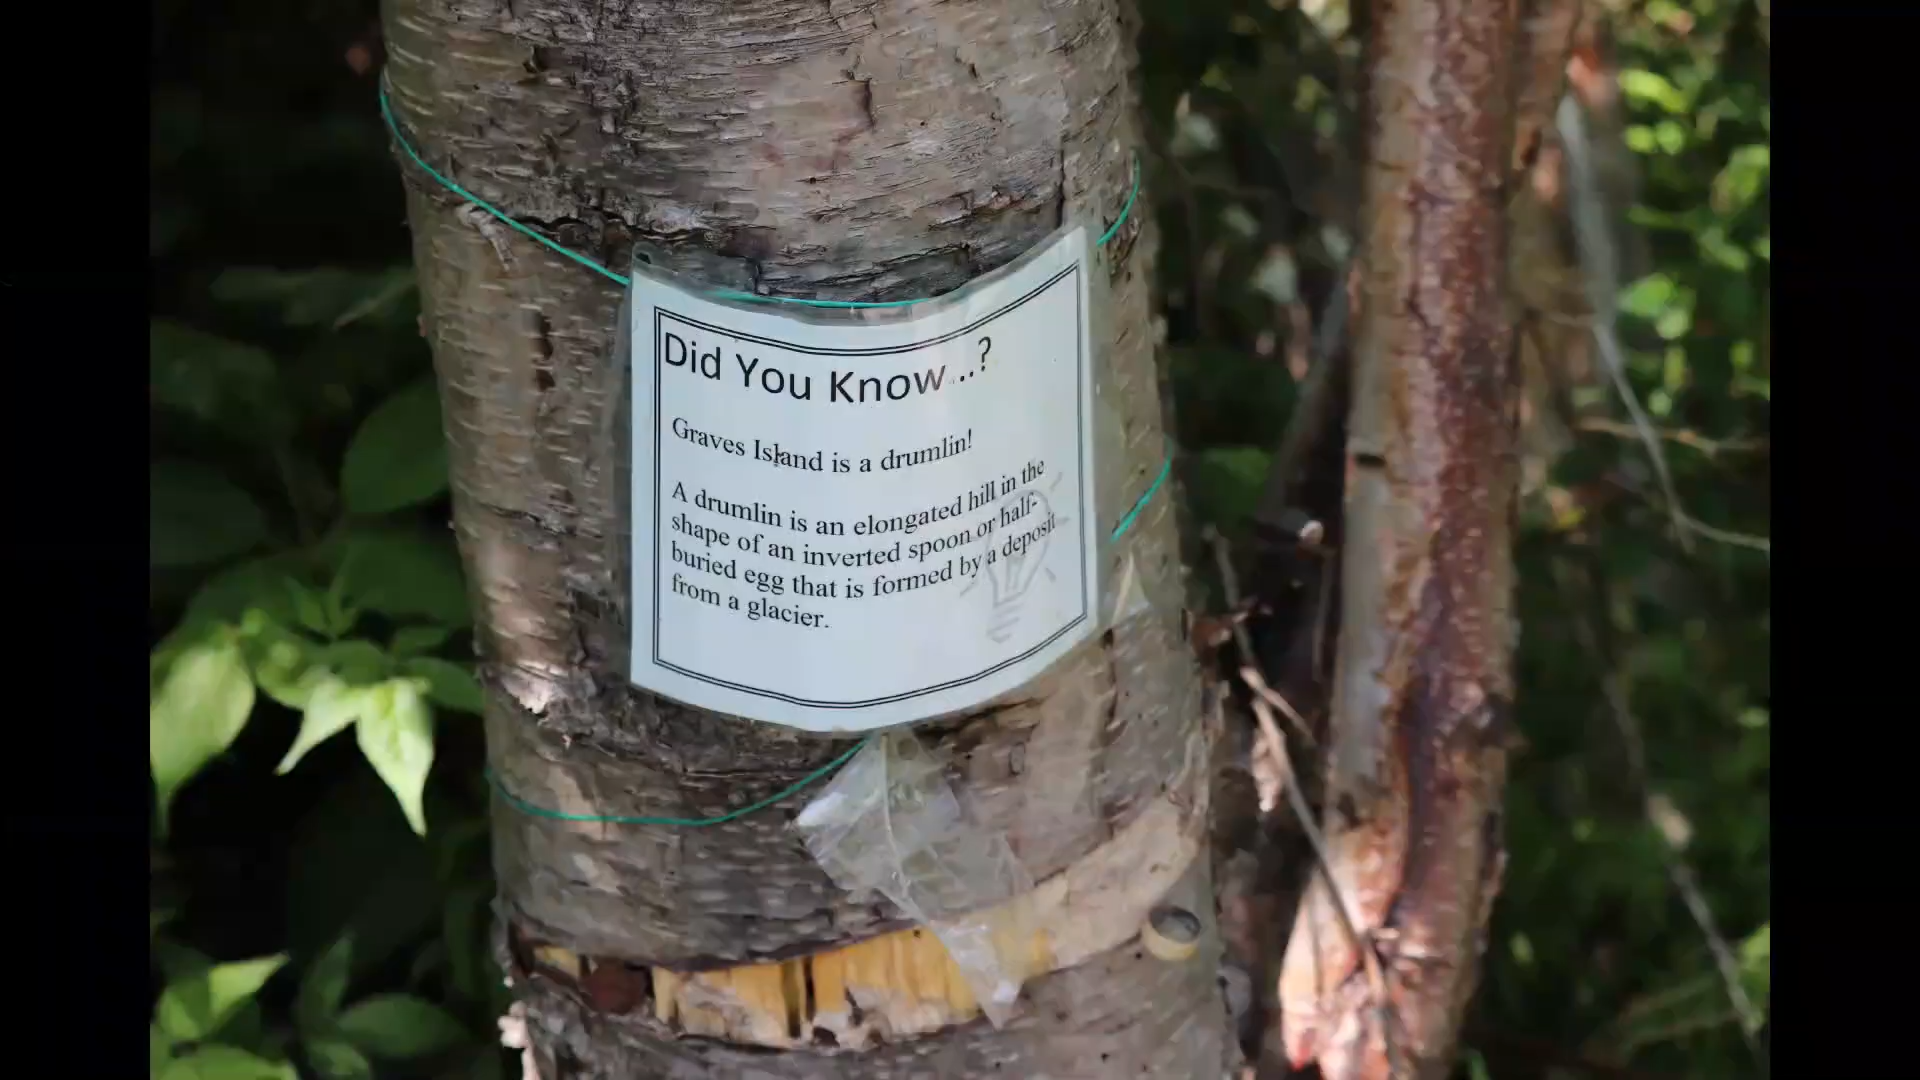 Did You Know...?
Graves Island is a drumlin!
A drumlin is an elongated hill in the
shape of an inverted spoon or half-
buried egg that is formed by a deposit
from a glacier.